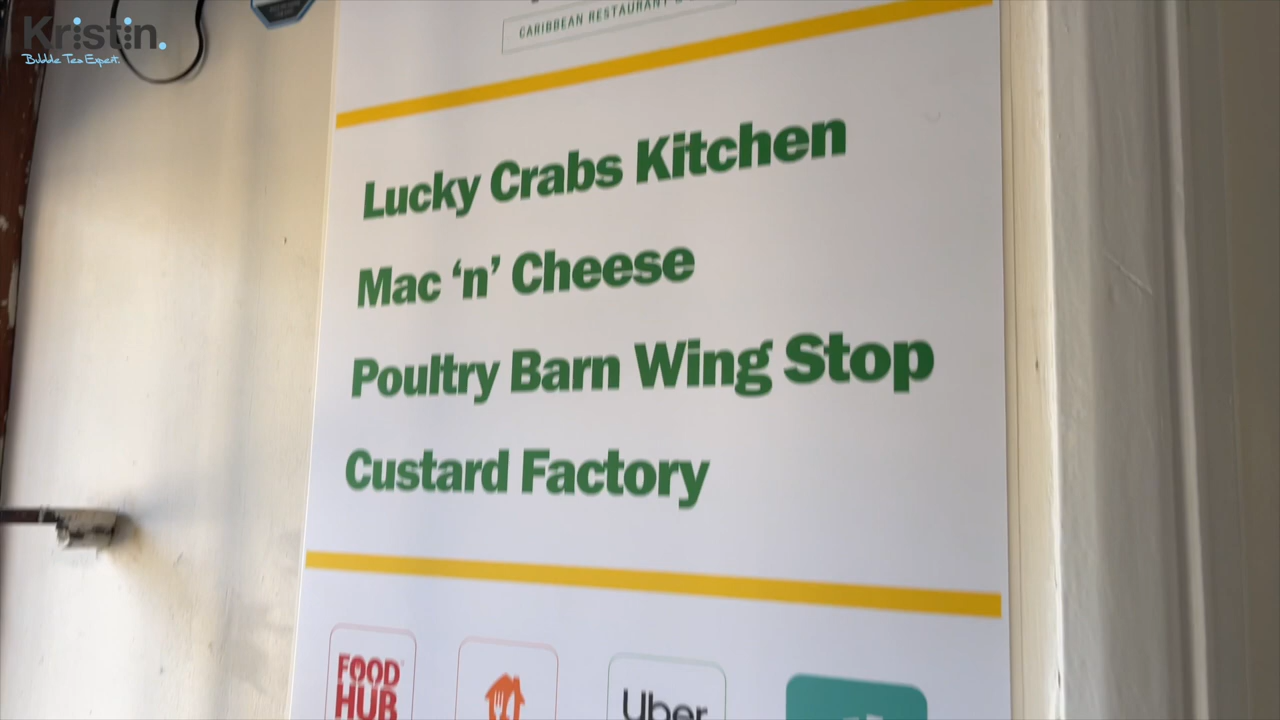 Kristin.
Bubble Tea Expert.
CARIBBEAN RESTAURANT
Lucky Crabs Kitchen
Mac ‘n’ Cheese
Poultry Barn Wing Stop
Custard Factory
FOOD
HUB
Uber